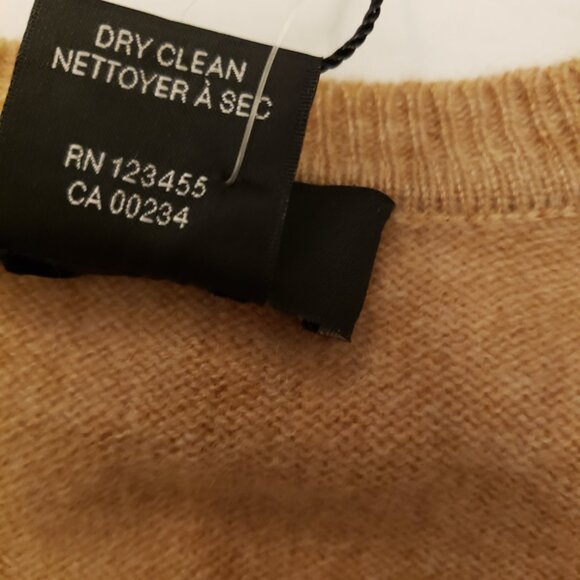 DRY CLEAN
NETTOYER À SEC
RN 123455
CA 00234